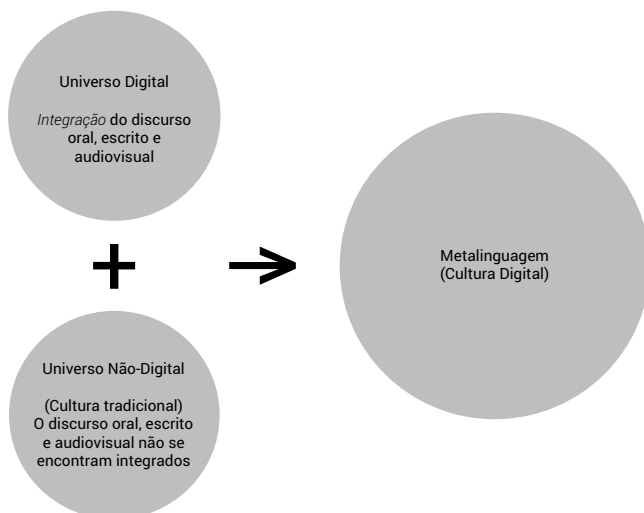 Universo Digital
Integração do discurso
oral, escrito e
audiovisual
+
Metalinguagem
(Cultura Digital)
Universo Não-Digital
(Cultura tradicional)
O discurso oral, escrito
e audiovisual não se
encontram integrados